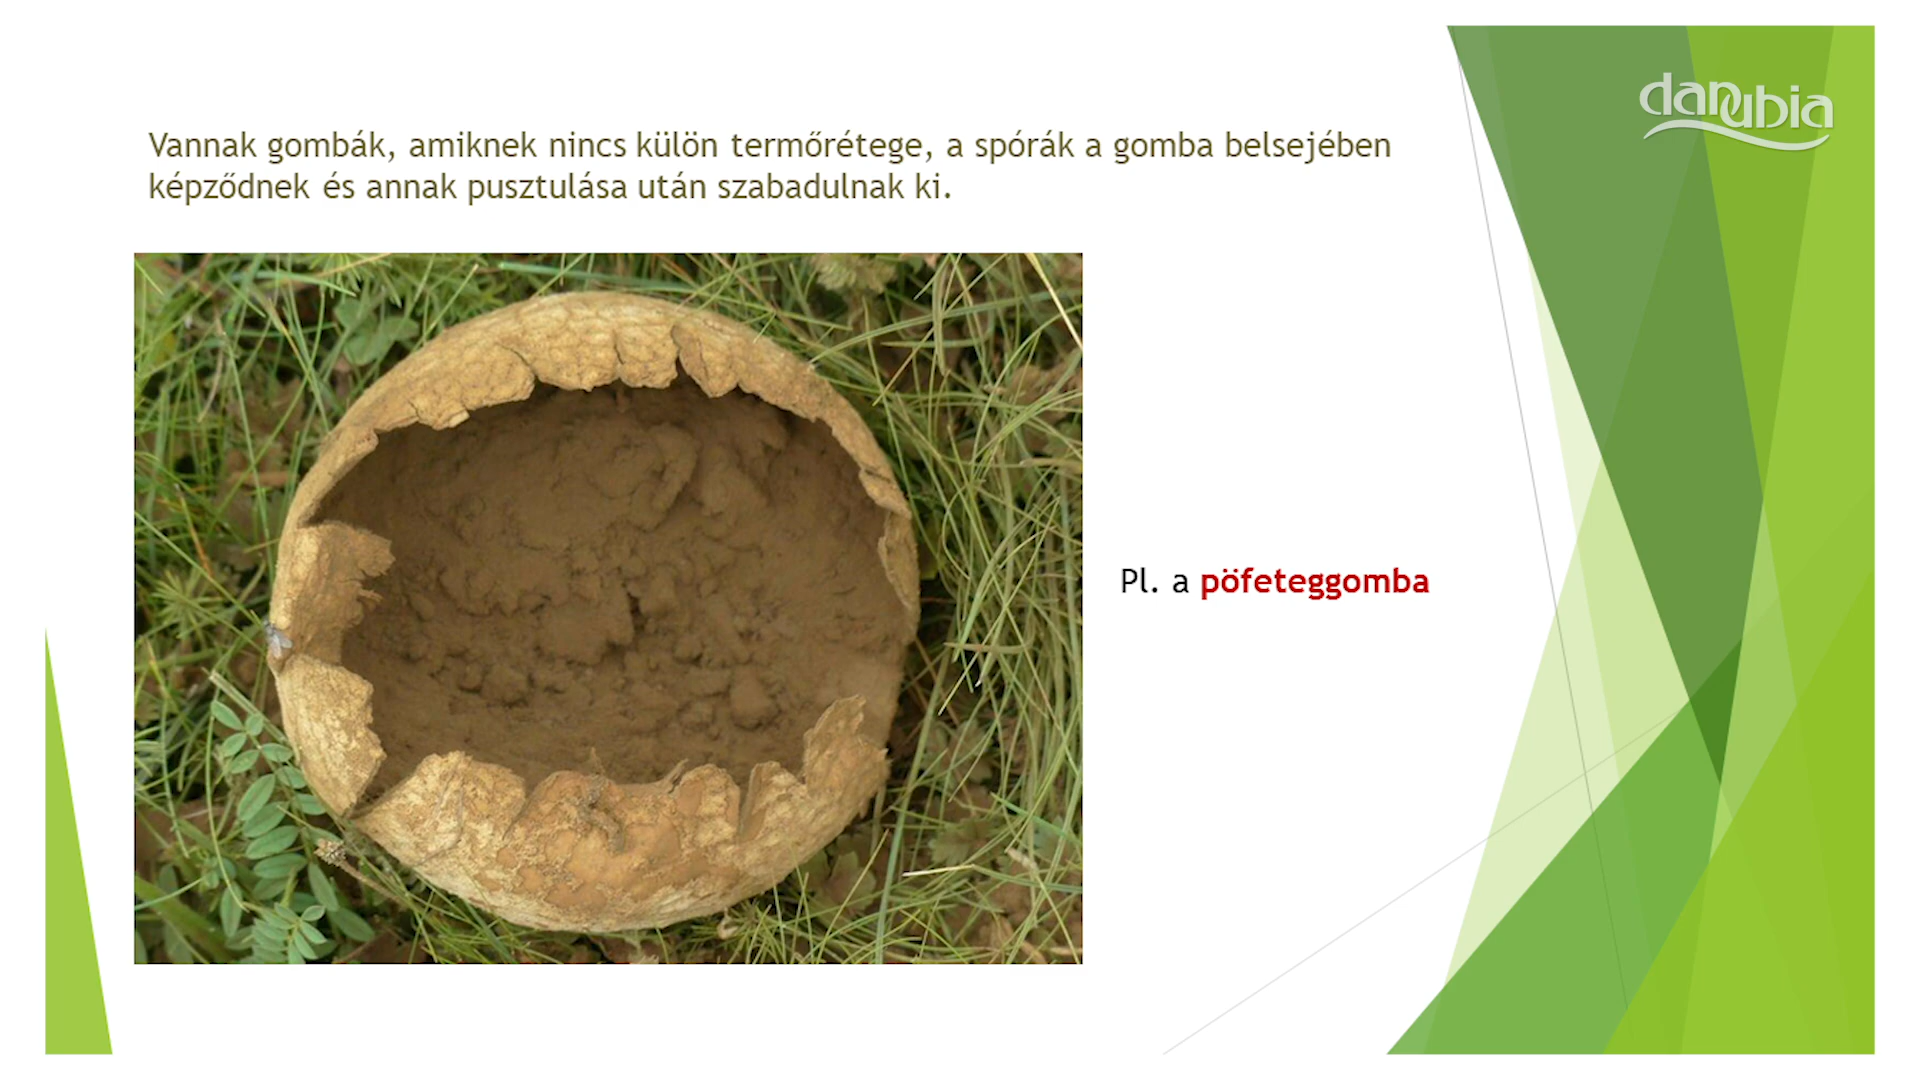 danubia
Vannak gombák, amiknek nincs külön termőrétege, a spórák a gomba belsejében
képződnek és annak pusztulása után szabadulnak ki.
Pl. a pöfeteggomba